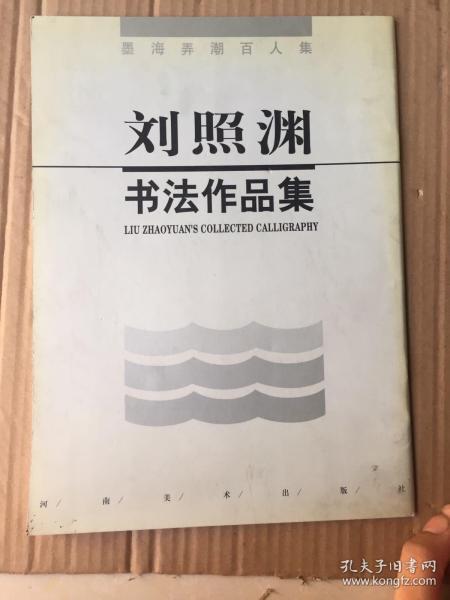 墨海弄潮百人集
刘照渊
书法作品集
LIU ZHAOYUAN'S COLLECTED CALLIGRAPHY
河/南/美/术/出/版/社
孔夫子旧书网
www.kongfz.com